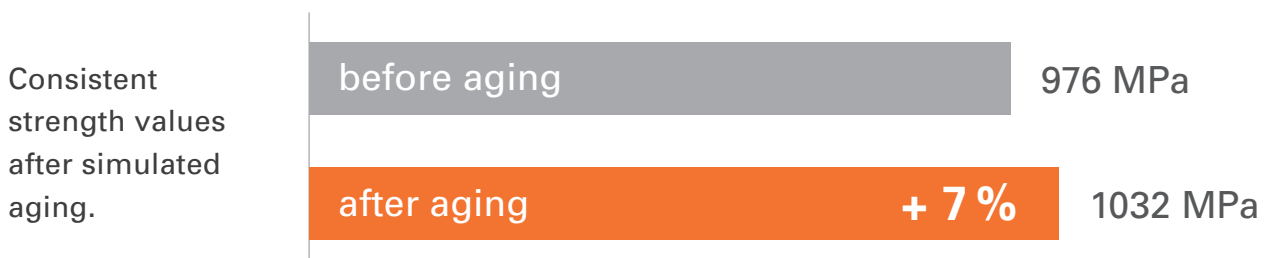 Consistent
strength values
after simulated
aging.
before aging
976 MPa
after aging
+ 7 %
1032 MPa